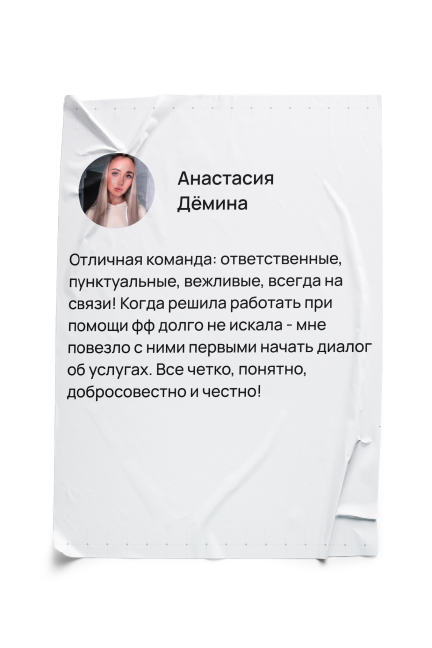 Анастасия
Дёмина
Отличная команда: ответственные,
пунктуальные, вежливые, всегда на
связи! Когда решила работать при
помощи фф долго не искала - мне
повезло с ними первыми начать диалог
об услугах. Все четко, понятно,
добросовестно и честно!